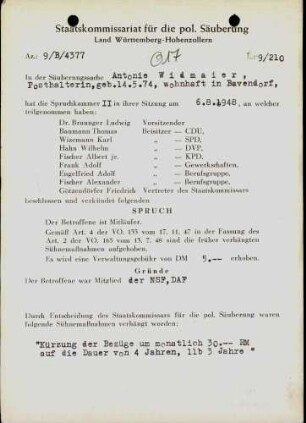 Staatskommissariat für die pol. Säuberung
Land Württemberg-Hohenzollern
Az.: 9/B/4377
O17
9/210
In der Säuberungssache Antonie Widmaier,
Posthalterin, geb.14.5.74, wohnhaft in Ravendorf,
hat die Spruchkammer II in ihrer Sitzung am 6.8.1948, an welcher
teilgenommen haben:
Dr. Braunger Ludwig Vorsitzender
Baumann Thomas Beisitzer — CDU,
Wizemann Karl „ — SPD,
Hahn Wilhelm „ — DVP,
Fischer Albert jr. „ — KPD,
Frank Adolf „ — Gewerkschaften,
Engelfried Adolf „ — Berufsgruppe,
Fischer Alexander „ — Berufsgruppe,
Götzendörfer Friedrich Vertreter des Staatskommissars
beschlossen und verkündet folgenden
SPRUCH
Der Betroffene ist Mitläufer.
Gemäß Art. 4 der VO. 133 vom 17. 11. 47 in der Fassung des
Art. 2 der VO. 165 vom 13. 7. 48 sind die früher verhängten
Sühnemaßnahmen aufgehoben.
Es wird eine Verwaltungsgebühr von DM 5.-- erhoben.
Gründe
Der Betroffene war Mitglied der NSF, DAF
Durch Entscheidung des Staatskommissars für die pol. Säuberung waren
folgende Sühnemaßnahmen verhängt worden:
"Kürzung der Bezüge um monatlich 30.-- RM
auf die Dauer von 4 Jahren, llb 3 Jahre "